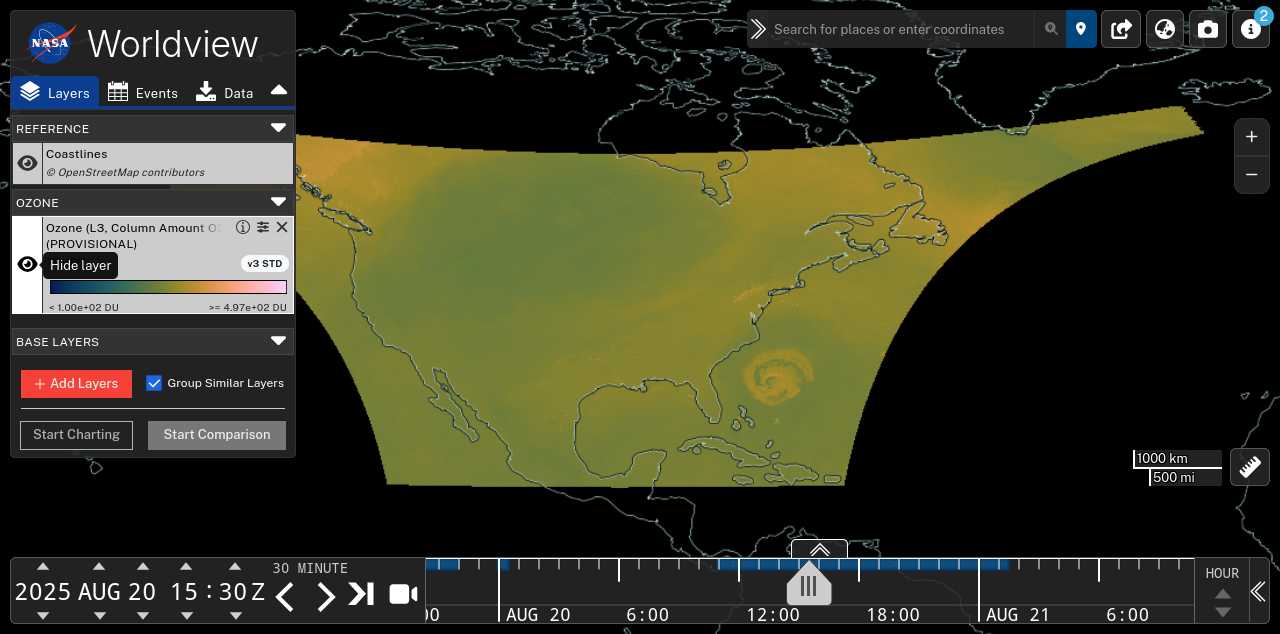 NASA Worldview
Search for places or enter coordinates
2
Layers Events Data
REFERENCE
Coastlines
© OpenStreetMap contributors
OZONE
Ozone (L3, Column Amount O
(PROVISIONAL)
Hide layer
v3 STD
< 1.00e+02 DU >= 4.97e+02 DU
BASE LAYERS
+ Add Layers Group Similar Layers
Start Charting Start Comparison
+
−
1000 km
500 mi
2025 AUG 20 15 : 30 Z
30 MINUTE
00 AUG 20 6:00 12:00 18:00 AUG 21 6:00
HOUR